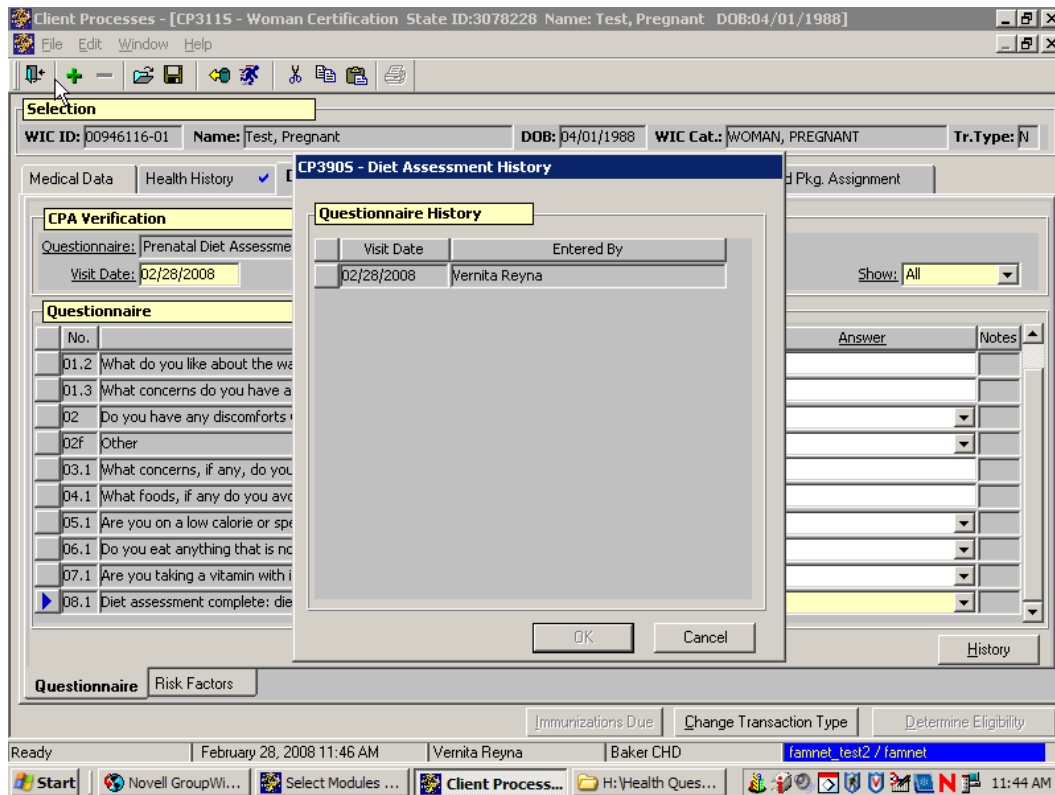 Client Processes - [CP311S - Woman Certification State ID:3078228 Name: Test, Pregnant DOB:04/01/1988]
File Edit Window Help
Selection
WIC ID: 00946116-01 Name: Test, Pregnant DOB: 04/01/1988 WIC Cat.: WOMAN, PREGNANT Tr.Type: N
Medical Data Health History d Pkg. Assignment
CP390S - Diet Assessment History
CPA Verification
Questionnaire: Prenatal Diet Assessme
Visit Date: 02/28/2008 Show: All
Questionnaire History
Visit Date Entered By
02/28/2008 Vernita Reyna
Questionnaire
No. Answer Notes
01.2 What do you like about the wa
01.3 What concerns do you have a
02 Do you have any discomforts
02f Other
03.1 What concerns, if any, do you
04.1 What foods, if any do you avo
05.1 Are you on a low calorie or spe
06.1 Do you eat anything that is no
07.1 Are you taking a vitamin with i
08.1 Diet assessment complete: die
OK Cancel
History
Questionnaire Risk Factors
Immunizations Due Change Transaction Type Determine Eligibility
Ready February 28, 2008 11:46 AM Vernita Reyna Baker CHD famnet_test2 / famnet
Start Novell GroupWi... Select Modules ... Client Process... H:\Health Ques... 11:44 AM